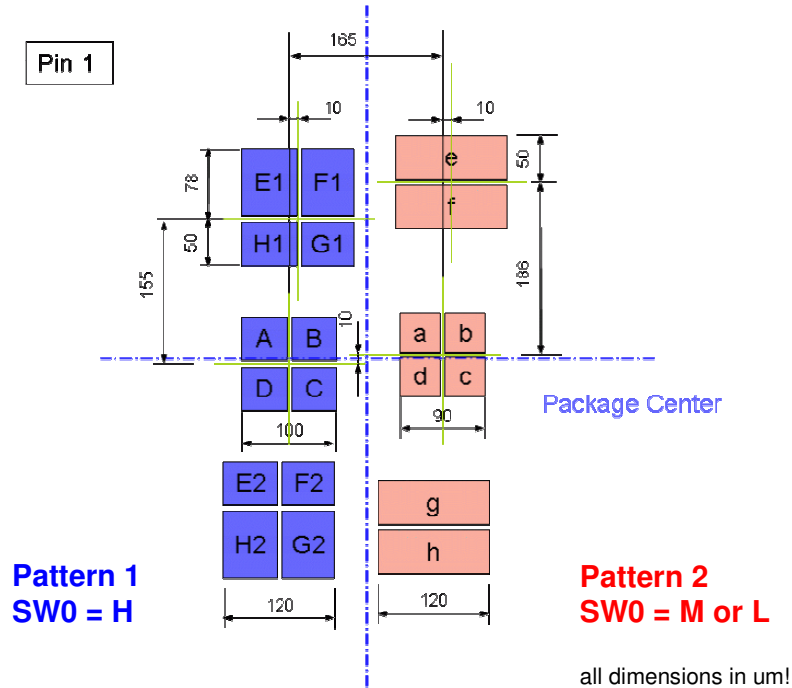 165
Pin 1
10
10
E1 F1
e
50
78
f
H1 G1
50
155
186
10
A B
a b
D C
d c
Package Center
100
90
E2 F2
g
H2 G2
h
Pattern 1
SW0 = H
120
120
Pattern 2
SW0 = M or L
all dimensions in um!